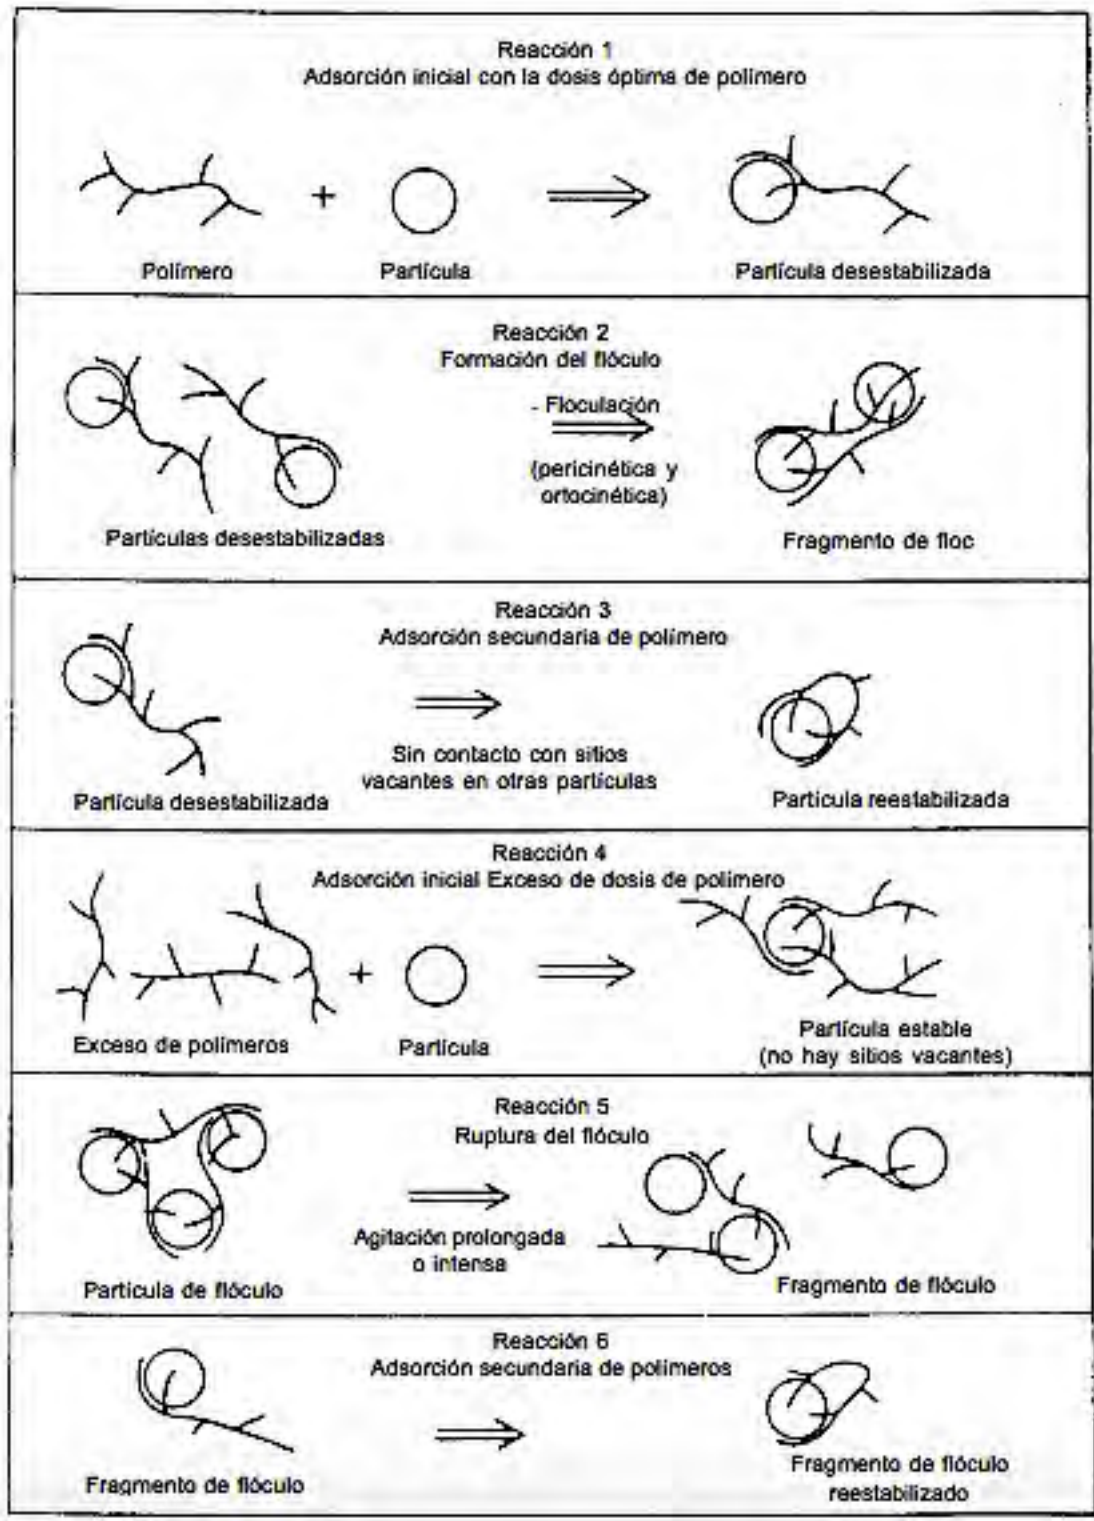 Reacción 1
Adsorción inicial con la dosis óptima de polímero
+
Polímero
Partícula
Partícula desestabilizada
Reacción 2
Formación del flóculo
- Floculación
(pericinética y
ortocinética)
Partículas desestabilizadas
Fragmento de floc
Reacción 3
Adsorción secundaria de polímero
Sin contacto con sitios
vacantes en otras partículas
Partícula desestabilizada
Partícula reestabilizada
Reacción 4
Adsorción inicial Exceso de dosis de polímero
+
Exceso de polímeros
Partícula
Partícula estable
(no hay sitios vacantes)
Reacción 5
Ruptura del flóculo
Agitación prolongada
o intensa
Partícula de flóculo
Fragmento de flóculo
Reacción 6
Adsorción secundaria de polímeros
Fragmento de flóculo
Fragmento de flóculo
reestabilizado